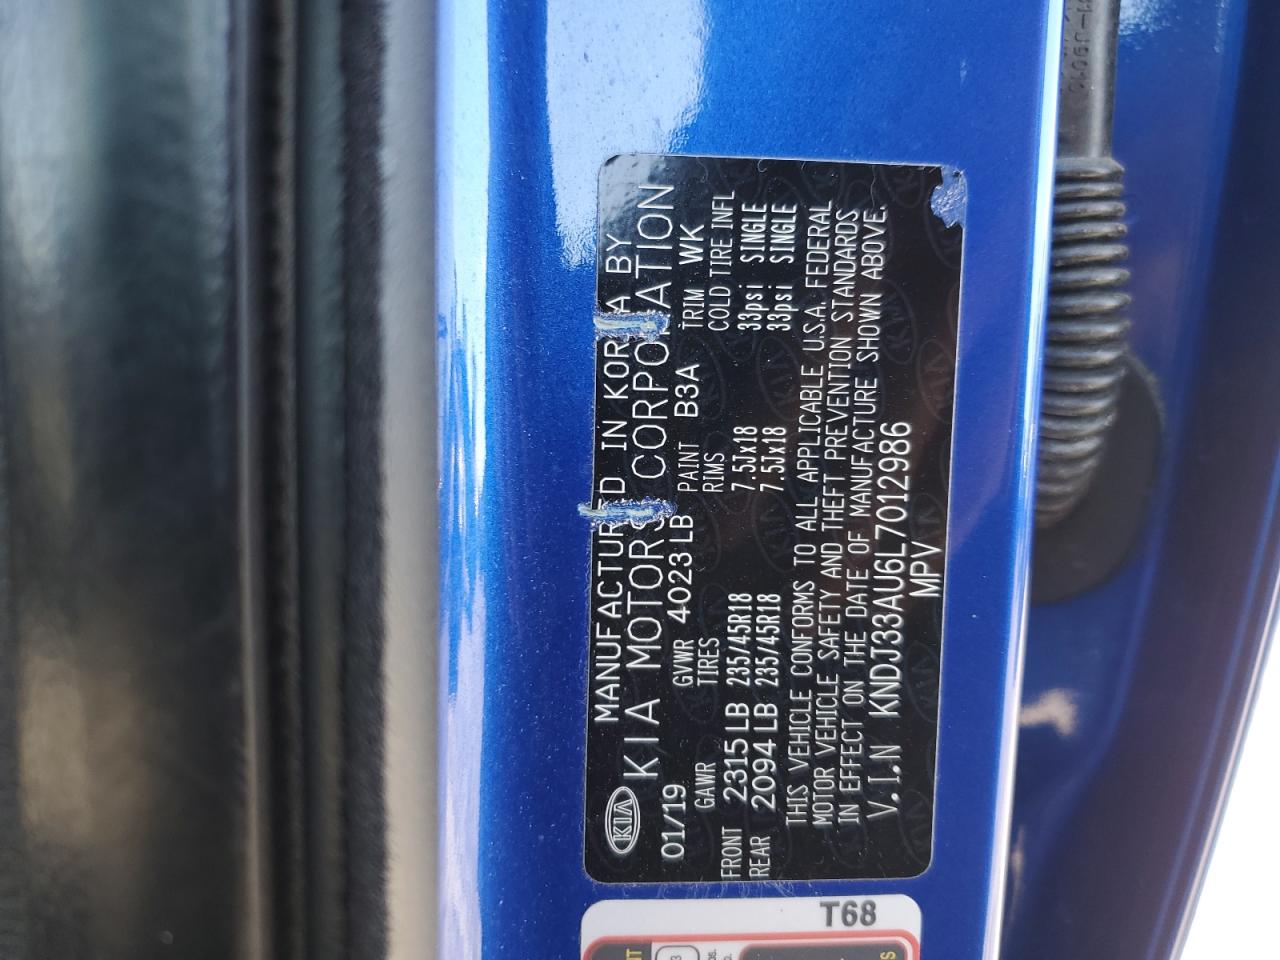 KIA MANUFACTURED IN KOREA BY
KIA MOTORS CORPORATION
01/19 GVWR 4023 LB PAINT B3A TRIM WK
GAWR TIRES RIMS COLD TIRE INFL
FRONT 2315 LB 235/45R18 7.5Jx18 33psi SINGLE
REAR 2094 LB 235/45R18 7.5Jx18 33psi SINGLE
THIS VEHICLE CONFORMS TO ALL APPLICABLE U.S.A. FEDERAL
MOTOR VEHICLE SAFETY AND THEFT PREVENTION STANDARDS
IN EFFECT ON THE DATE OF MANUFACTURE SHOWN ABOVE.
V.I.N KNDJ33AU6L7012986
MPV
T68